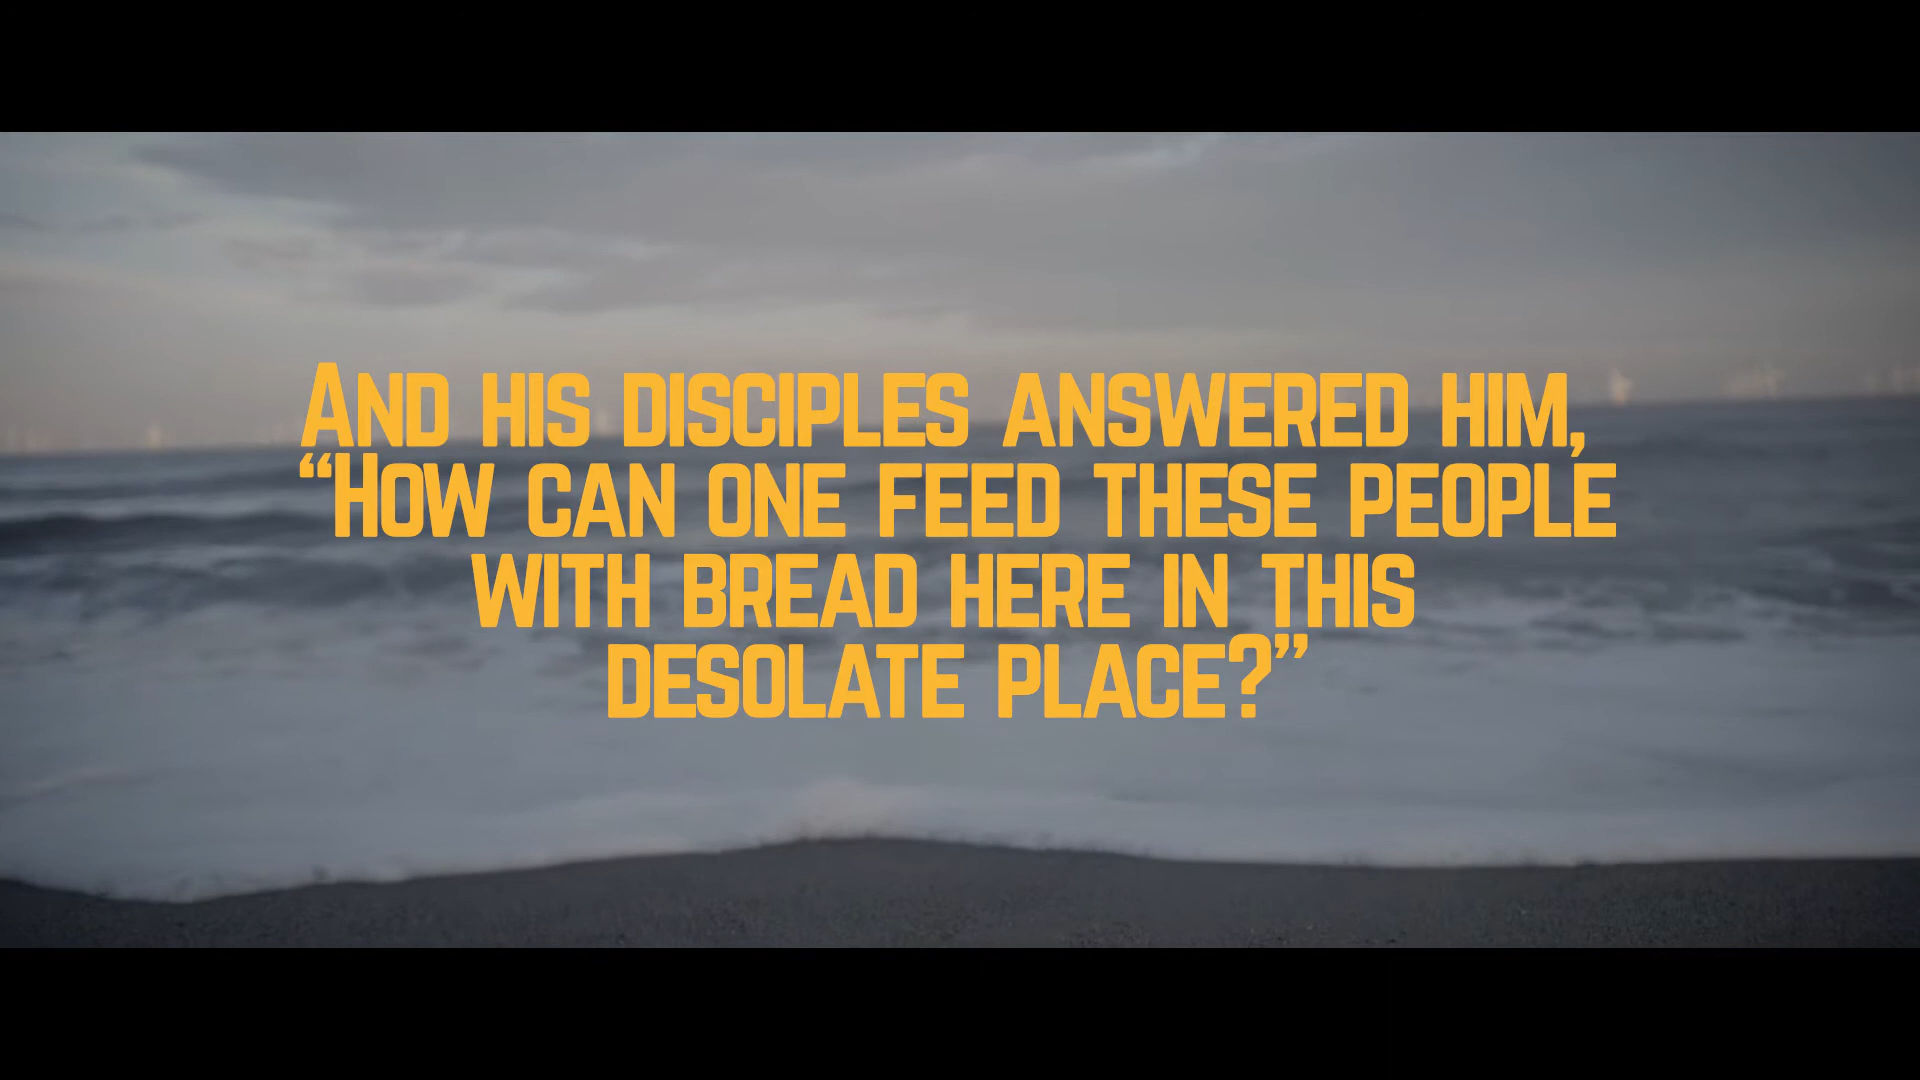 And his disciples answered him,
“How can one feed these people
with bread here in this
desolate place?”